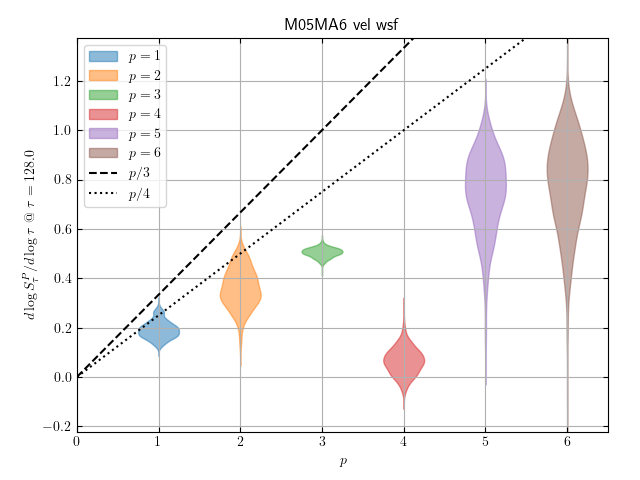 M05MA6 vel wsf
d log S_τ^P / d log τ @ τ = 128.0
1.2
1.0
0.8
0.6
0.4
0.2
0.0
−0.2
p = 1
p = 2
p = 3
p = 4
p = 5
p = 6
p/3
p/4
0 1 2 3 4 5 6
p